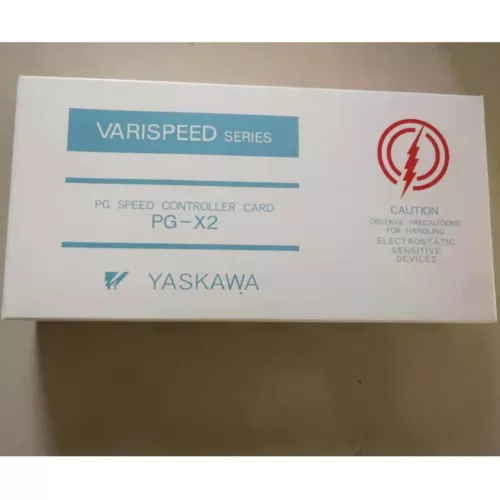 VARISPEED SERIES
PG SPEED CONTROLLER CARD
PG-X2
YASKAWA
CAUTION
OBSERVE PRECAUTIONS
FOR HANDLING
ELECTROSTATIC
SENSITIVE
DEVICES